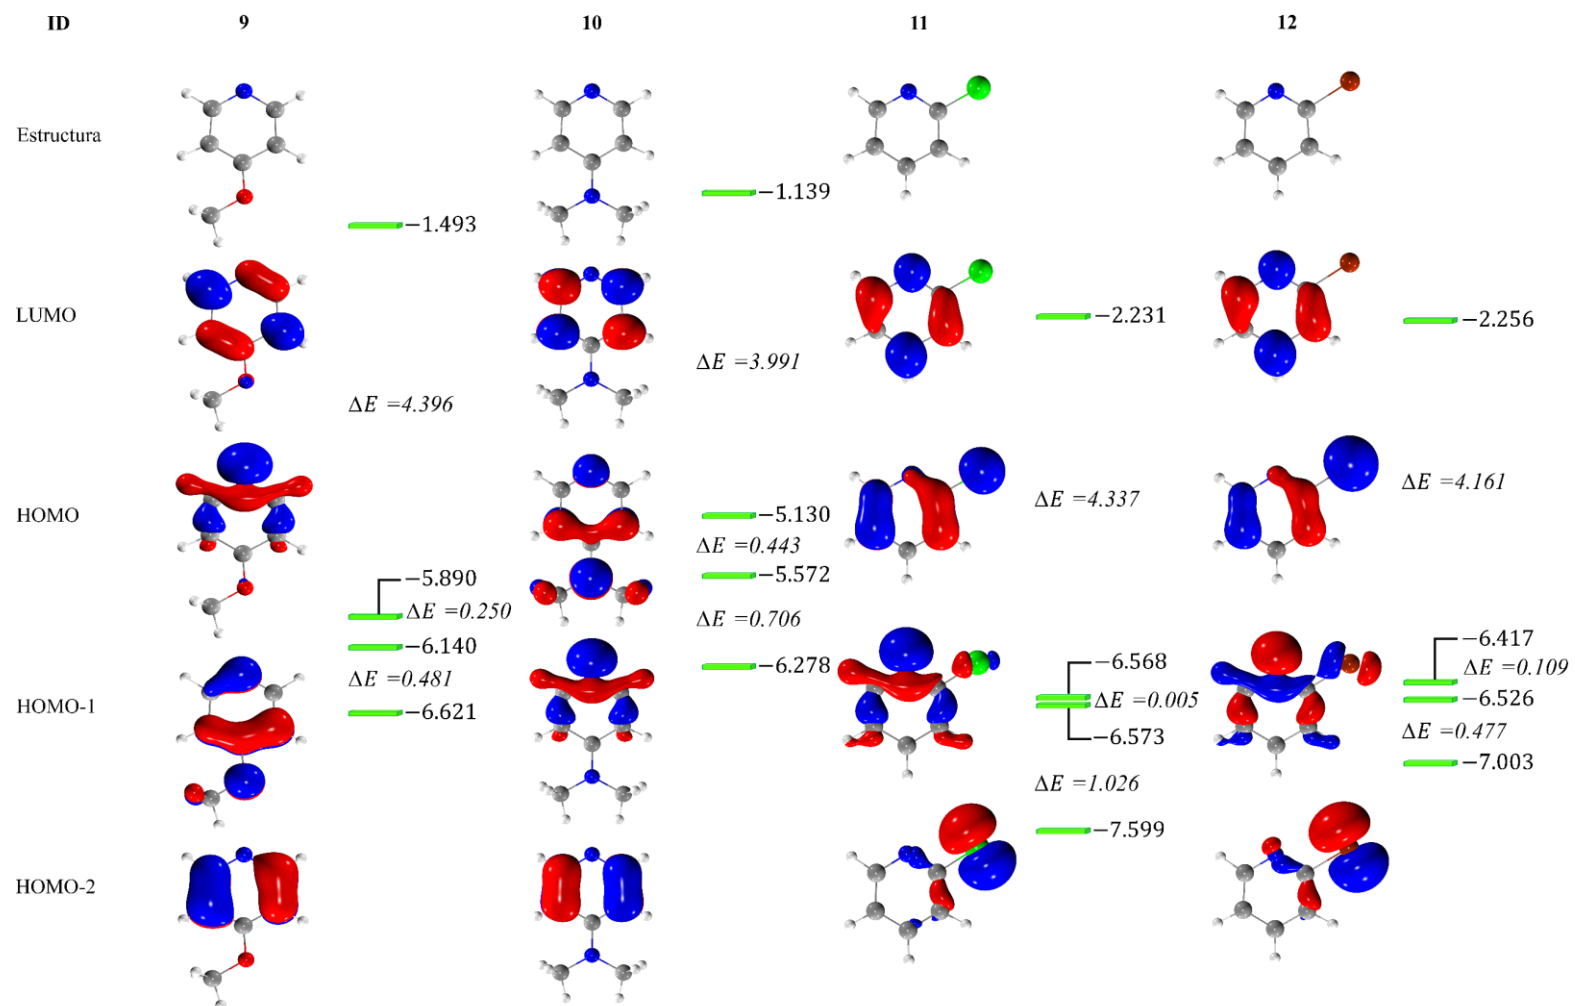 ID 9 10 11 12
Estructura
−1.139
−1.493
LUMO
−2.231
−2.256
ΔE =3.991
ΔE =4.396
ΔE =4.161
ΔE =4.337
HOMO
−5.130
ΔE =0.443
−5.572
−5.890
ΔE =0.250
ΔE =0.706
−6.140
−6.417
−6.278
−6.568
ΔE =0.109
ΔE =0.481
HOMO-1
−6.621
ΔE =0.005
−6.526
−6.573
ΔE =0.477
−7.003
ΔE =1.026
−7.599
HOMO-2